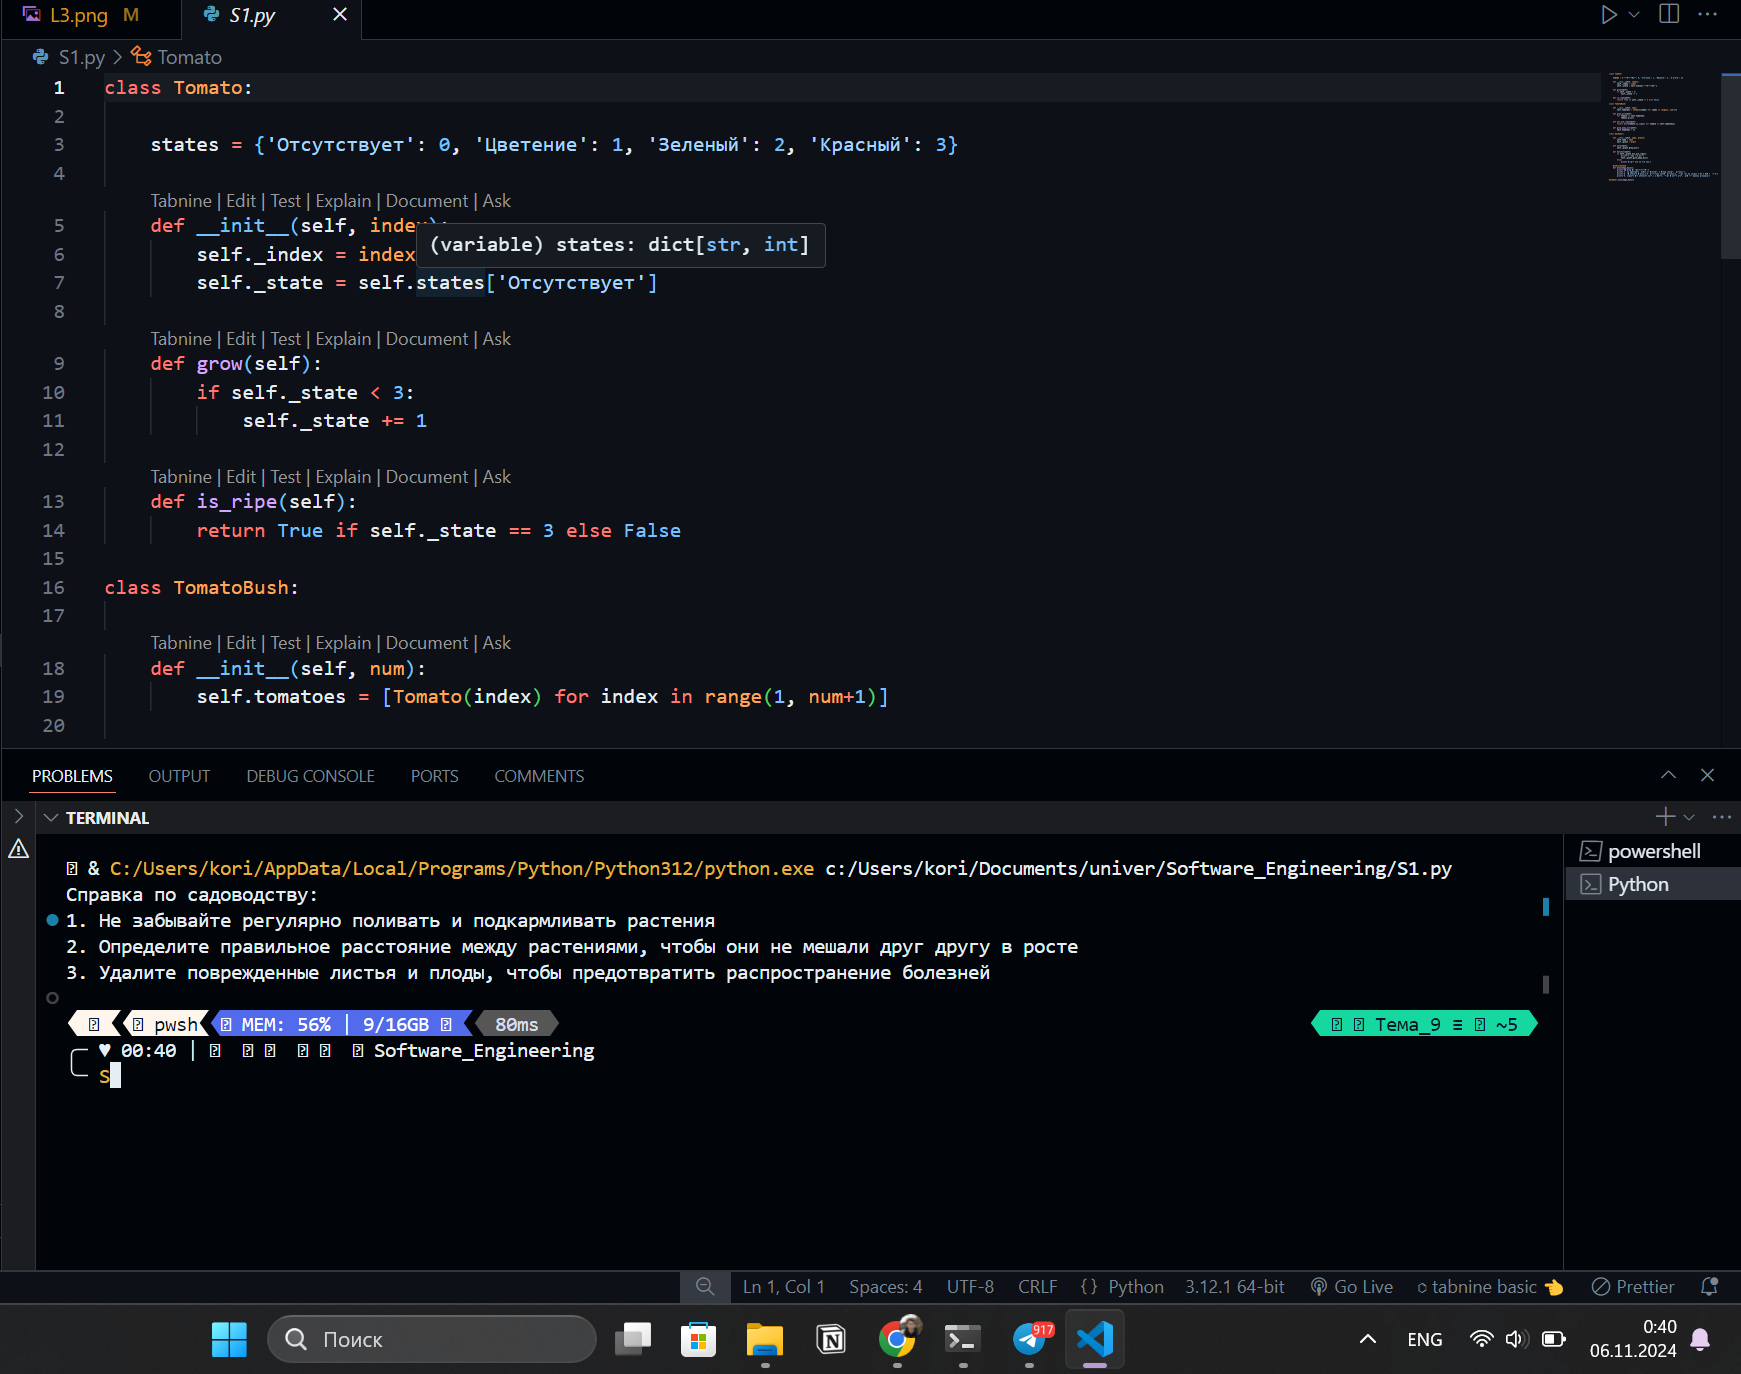 L3.png M S1.py
S1.py > Tomato
1 class Tomato:
2
3 states = {'Отсутствует': 0, 'Цветение': 1, 'Зеленый': 2, 'Красный': 3}
4
Tabnine | Edit | Test | Explain | Document | Ask
5 def __init__(self, index):
(variable) states: dict[str, int]
6 self._index = index
7 self._state = self.states['Отсутствует']
8
Tabnine | Edit | Test | Explain | Document | Ask
9 def grow(self):
10 if self._state < 3:
11 self._state += 1
12
Tabnine | Edit | Test | Explain | Document | Ask
13 def is_ripe(self):
14 return True if self._state == 3 else False
15
16 class TomatoBush:
17
Tabnine | Edit | Test | Explain | Document | Ask
18 def __init__(self, num):
19 self.tomatoes = [Tomato(index) for index in range(1, num+1)]
20
PROBLEMS OUTPUT DEBUG CONSOLE PORTS COMMENTS
TERMINAL
& C:/Users/kori/AppData/Local/Programs/Python/Python312/python.exe c:/Users/kori/Documents/univer/Software_Engineering/S1.py
Справка по садоводству:
1. Не забывайте регулярно поливать и подкармливать растения
2. Определите правильное расстояние между растениями, чтобы они не мешали друг другу в росте
3. Удалите поврежденные листья и плоды, чтобы предотвратить распространение болезней
pwsh MEM: 56% | 9/16GB 80ms Тема_9 ≡ ~5
♥ 00:40 | Software_Engineering
S
powershell
Python
Ln 1, Col 1 Spaces: 4 UTF-8 CRLF {} Python 3.12.1 64-bit Go Live tabnine basic Prettier
Поиск
917
ENG
0:40
06.11.2024